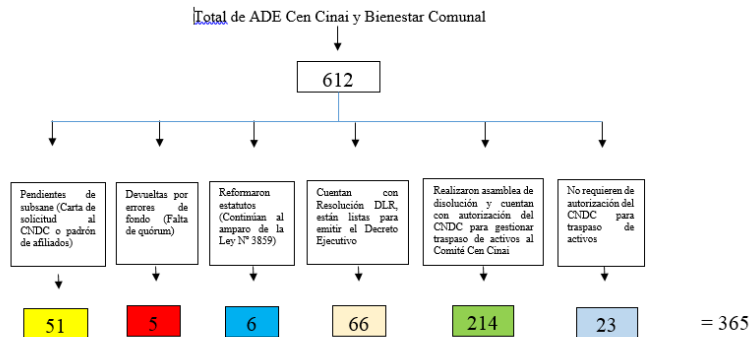 Total de ADE Cen Cinai y Bienestar Comunal
612
Pendientes de
subsane (Carta de
solicitud al
CNDC o padrón
de afiliados)
Devueltas por
errores de
fondo (Falta
de quórum)
Reformaron
estatutos
(Continúan al
amparo de la
Ley N° 3859)
Cuentan con
Resolución DLR,
están listas para
emitir el Decreto
Ejecutivo
Realizaron asamblea de
disolución y cuentan
con autorización del
CNDC para gestionar
traspaso de activos al
Comité Cen Cinai
No requieren de
autorización del
CNDC para
traspaso de
activos
51
5
6
66
214
23
= 365